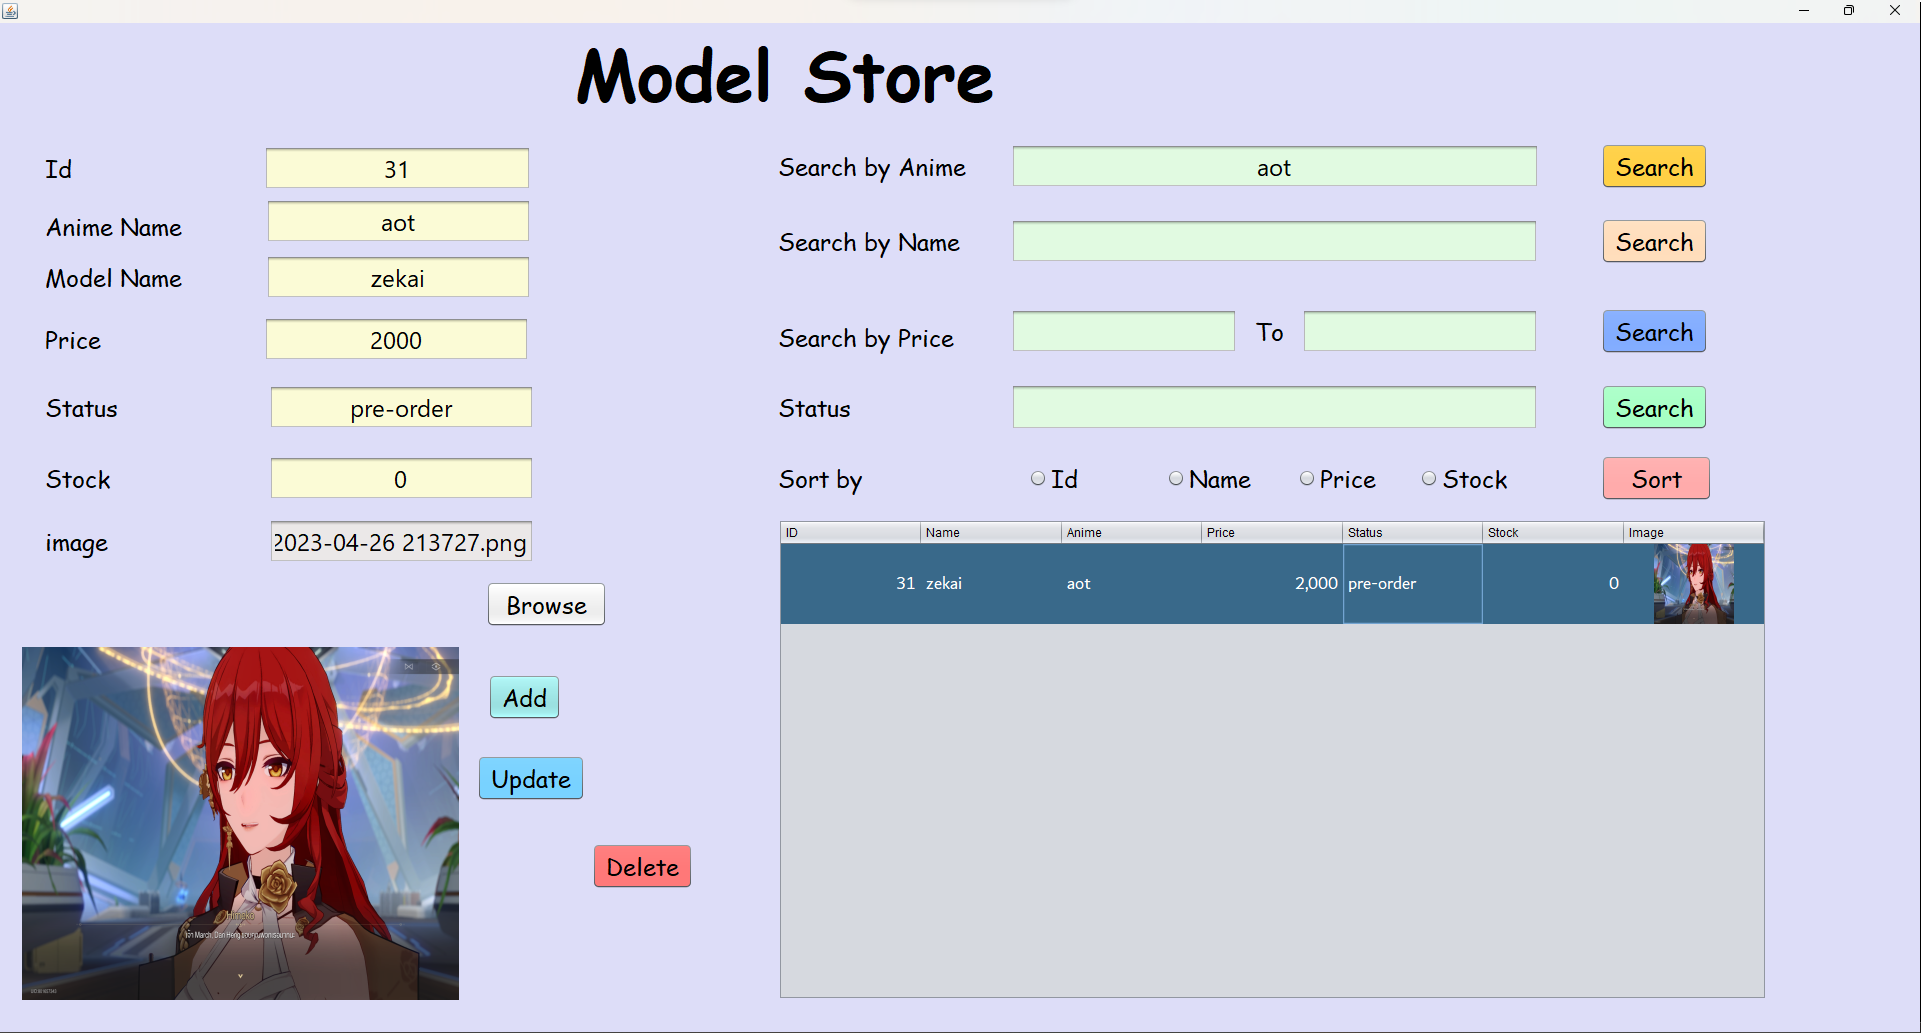 Model Store
Id
31
Anime Name
aot
Model Name
zekai
Price
2000
Status
pre-order
Stock
0
image
2023-04-26 213727.png
Browse
Add
Update
Delete
Himeko
Search by Anime
aot
Search
Search by Name
Search
Search by Price
To
Search
Status
Search
Sort by
Id
Name
Price
Stock
Sort
ID Name Anime Price Status Stock Image
31 zekai aot 2,000 pre-order 0